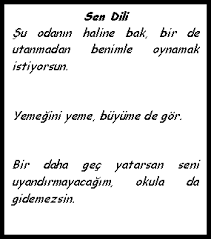 Sen Dili
Şu odanın haline bak, bir de
utanmadan benimle oynamak
istiyorsun.
Yemeğini yeme, büyüme de gör.
Bir daha geç yatarsan seni
uyandırmayacağım, okula da
gidemezsin.